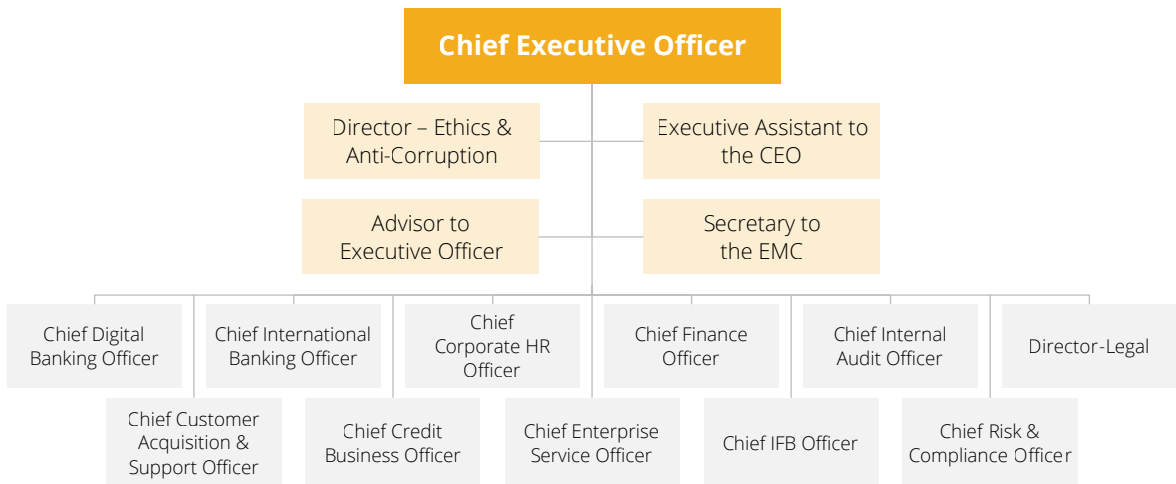 Chief Executive Officer
Director – Ethics &
Anti-Corruption
Executive Assistant to
the CEO
Advisor to
Executive Officer
Secretary to
the EMC
Chief Digital
Banking Officer
Chief International
Banking Officer
Chief
Corporate HR
Officer
Chief Finance
Officer
Chief Internal
Audit Officer
Director-Legal
Chief Customer
Acquisition &
Support Officer
Chief Credit
Business Officer
Chief Enterprise
Service Officer
Chief IFB Officer
Chief Risk &
Compliance Officer